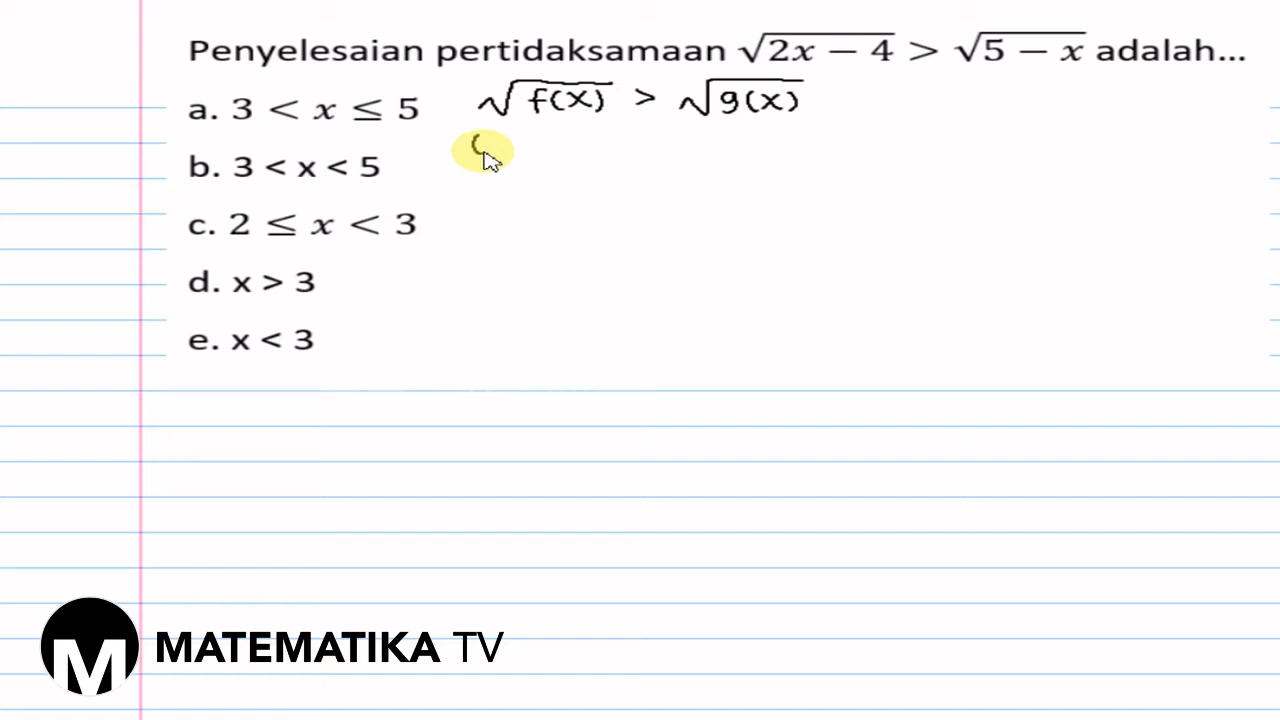 Penyelesaian pertidaksamaan √2x − 4 > √5 − x adalah...
a. 3 < x ≤ 5
√f(x) > √g(x)
b. 3 < x < 5
c. 2 ≤ x < 3
d. x > 3
e. x < 3
M MATEMATIKA TV